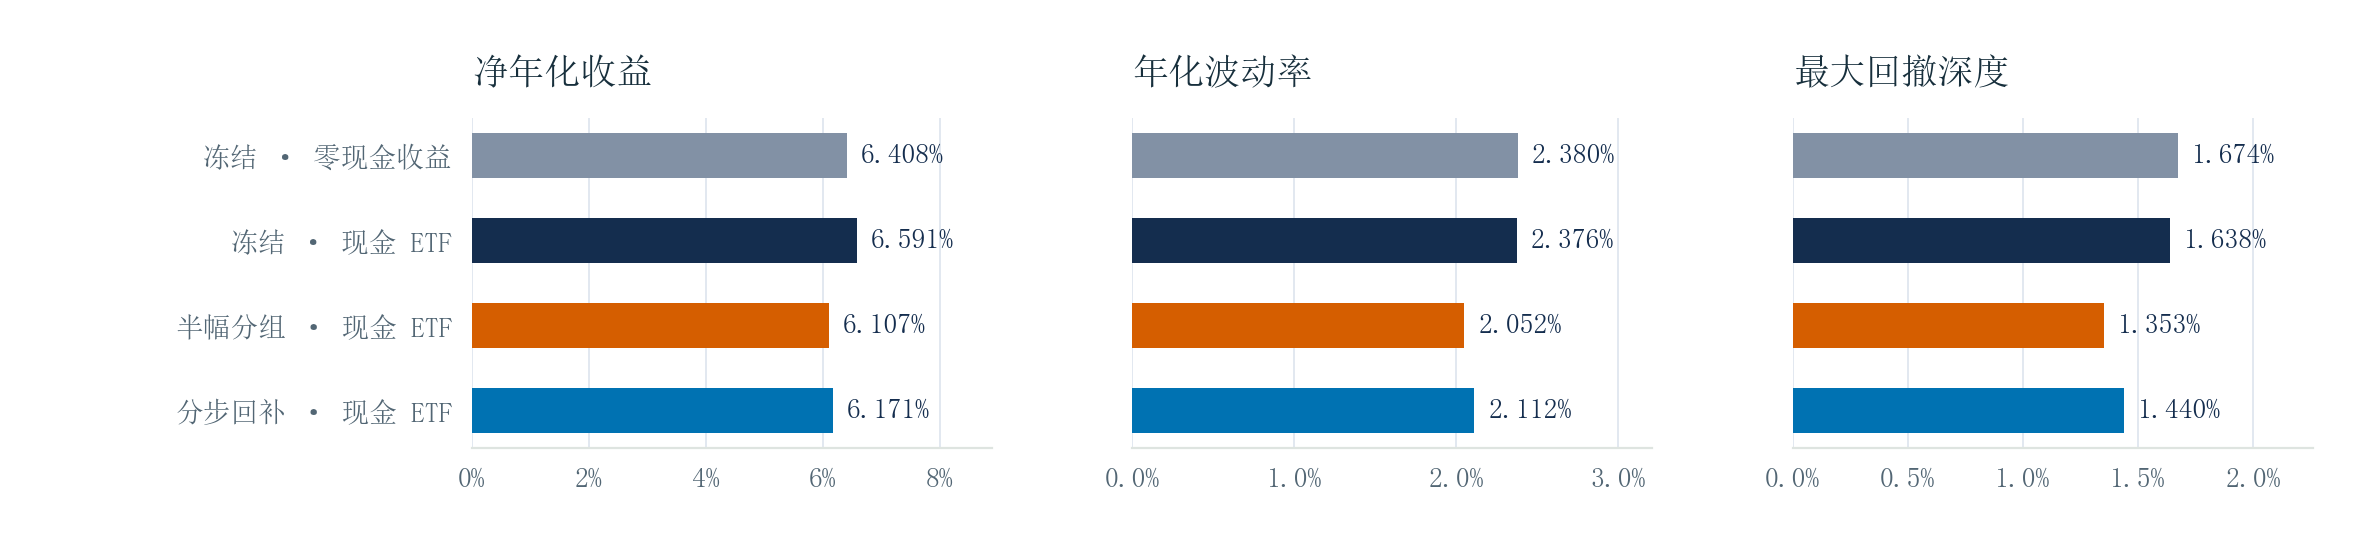 净年化收益
年化波动率
最大回撤深度
冻结 · 零现金收益
6.408%
2.380%
1.674%
冻结 · 现金 ETF
6.591%
2.376%
1.638%
半幅分组 · 现金 ETF
6.107%
2.052%
1.353%
分步回补 · 现金 ETF
6.171%
2.112%
1.440%
0% 2% 4% 6% 8%
0.0% 1.0% 2.0% 3.0%
0.0% 0.5% 1.0% 1.5% 2.0%